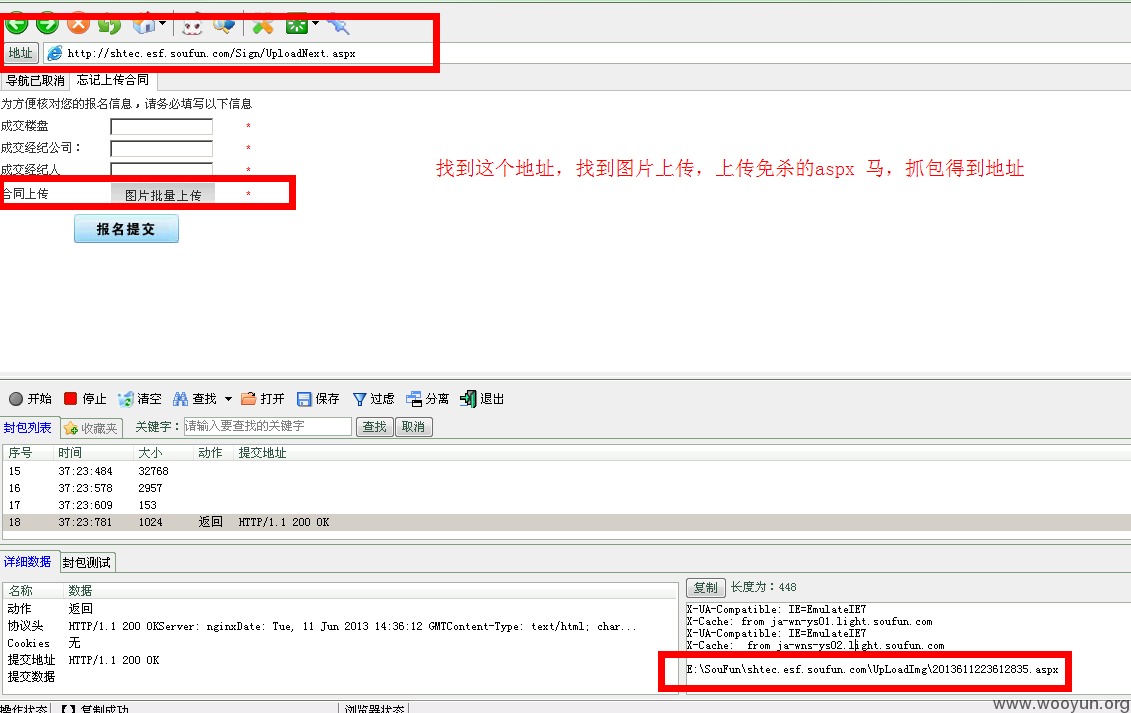 地址 http://shtec.esf.soufun.com/Sign/UploadNext.aspx
导航已取消 忘记上传合同
为方便核对您的报名信息，请务必填写以下信息
成交楼盘 *
成交经纪公司： *
成交经纪人 *
合同上传 图片批量上传 *
报名提交
找到这个地址，找到图片上传，上传免杀的aspx 马，抓包得到地址
开始 停止 清空 查找 打开 保存 过虑 分离 退出
封包列表 收藏夹 关键字： 请输入要查找的关键字 查找 取消
序号 时间 大小 动作 提交地址
15 37:23:484 32768
16 37:23:578 2957
17 37:23:609 153
18 37:23:781 1024 返回 HTTP/1.1 200 OK
详细数据 封包测试
名称 数据
动作 返回
协议头 HTTP/1.1 200 OKServer: nginxDate: Tue, 11 Jun 2013 14:36:12 GMTContent-Type: text/html; char...
Cookies 无
提交地址 HTTP/1.1 200 OK
提交数据
复制 长度为：448
X-UA-Compatible: IE=EmulateIE7
X-Cache: from ja-wn-ys01.light.soufun.com
X-UA-Compatible: IE=EmulateIE7
X-Cache: from ja-wns-ys02.light.soufun.com
E:\SouFun\shtec.esf.soufun.com\UpLoadImg\2013611223612835.aspx
操作状态 【】复制成功 浏览器状态
www.wooyun.org